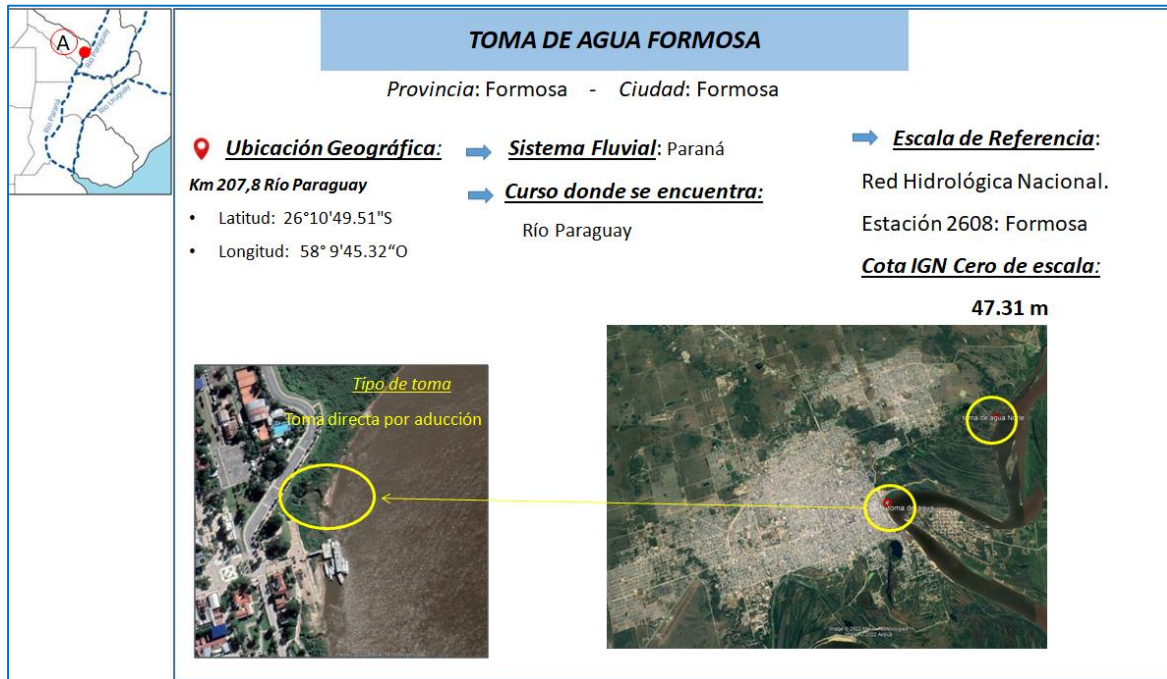 A
Río Paraguay
Río Paraná
Río Uruguay
TOMA DE AGUA FORMOSA
Provincia: Formosa - Ciudad: Formosa
Ubicación Geográfica:
Km 207,8 Río Paraguay
• Latitud: 26°10'49.51"S
• Longitud: 58° 9'45.32“O
Sistema Fluvial: Paraná
Curso donde se encuentra:
Río Paraguay
Escala de Referencia:
Red Hidrológica Nacional.
Estación 2608: Formosa
Cota IGN Cero de escala:
47.31 m
Tipo de toma
Toma directa por aducción
toma de agua Norte
toma de agua